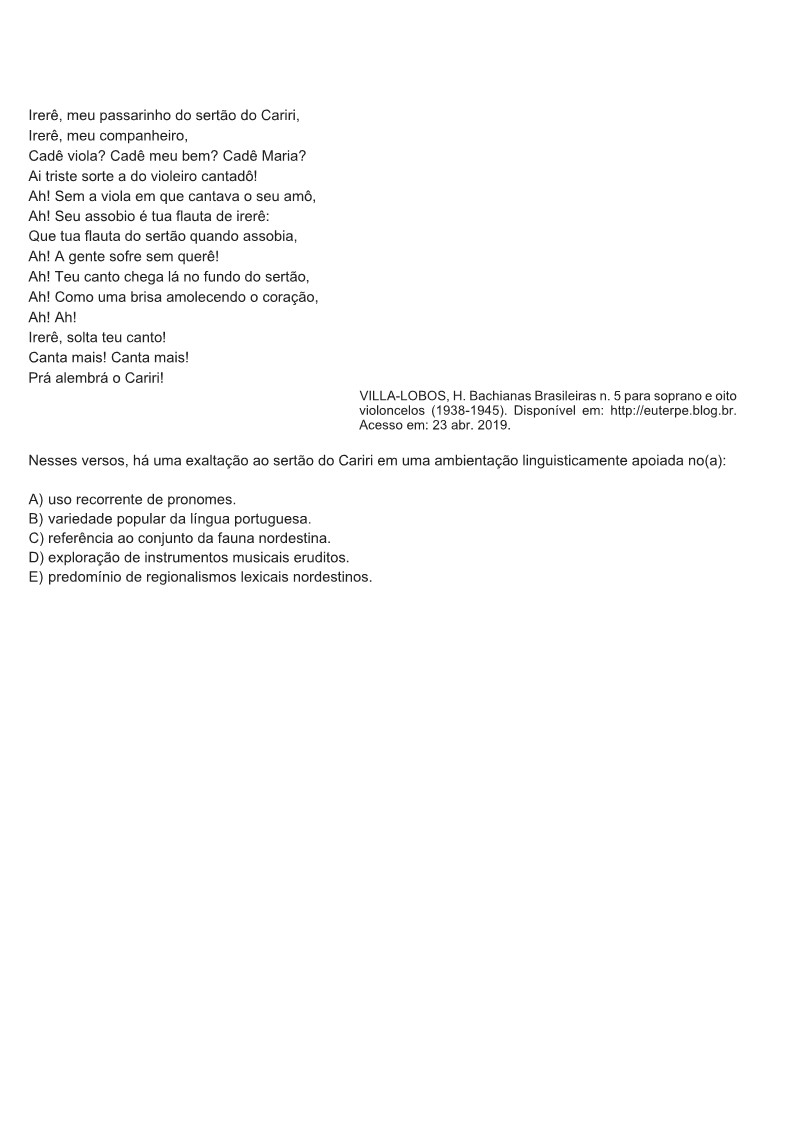 Irerê, meu passarinho do sertão do Cariri,
Irerê, meu companheiro,
Cadê viola? Cadê meu bem? Cadê Maria?
Ai triste sorte a do violeiro cantadô!
Ah! Sem a viola em que cantava o seu amô,
Ah! Seu assobio é tua flauta de irerê:
Que tua flauta do sertão quando assobia,
Ah! A gente sofre sem querê!
Ah! Teu canto chega lá no fundo do sertão,
Ah! Como uma brisa amolecendo o coração,
Ah! Ah!
Irerê, solta teu canto!
Canta mais! Canta mais!
Prá alembrá o Cariri!
VILLA-LOBOS, H. Bachianas Brasileiras n. 5 para soprano e oito
violoncelos (1938-1945). Disponível em: http://euterpe.blog.br.
Acesso em: 23 abr. 2019.
Nesses versos, há uma exaltação ao sertão do Cariri em uma ambientação linguisticamente apoiada no(a):
A) uso recorrente de pronomes.
B) variedade popular da língua portuguesa.
C) referência ao conjunto da fauna nordestina.
D) exploração de instrumentos musicais eruditos.
E) predomínio de regionalismos lexicais nordestinos.